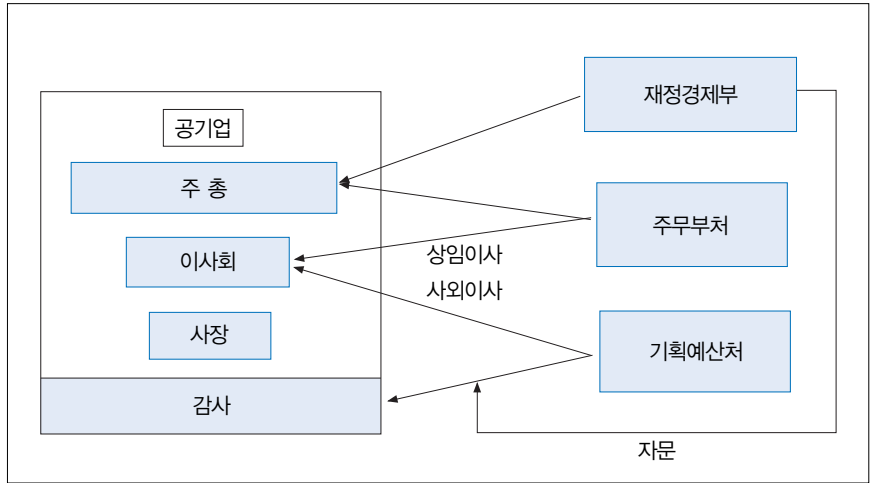 재정경제부
공기업
주 총
주무부처
이사회
상임이사
사외이사
사장
기획예산처
감사
자문